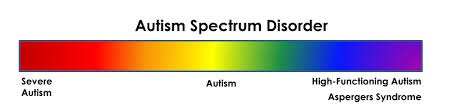 Autism Spectrum Disorder
Severe
Autism
Autism
High-Functioning Autism
Aspergers Syndrome